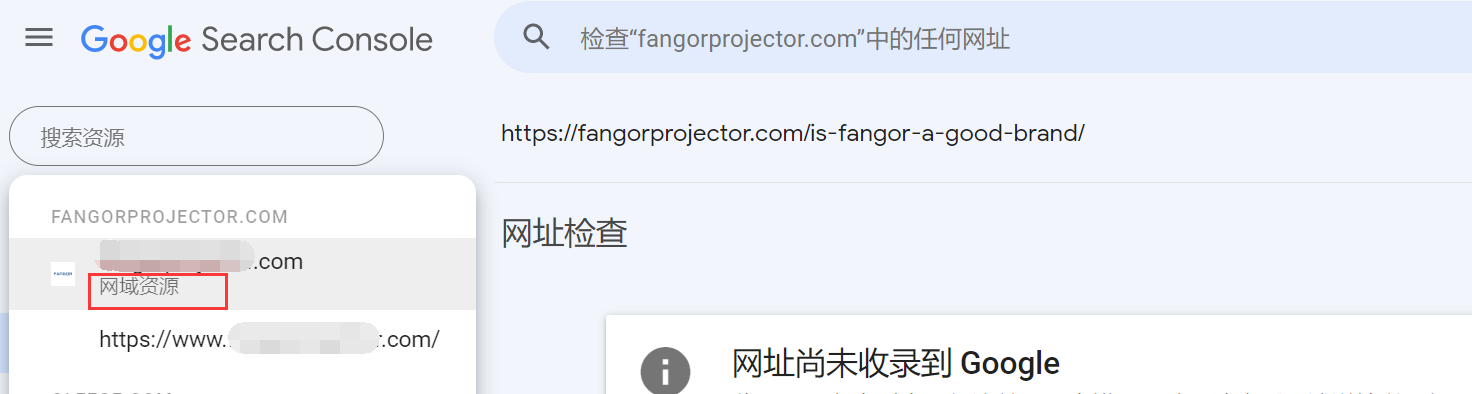 Google Search Console
检查“fangorprojector.com”中的任何网址
搜索资源
https://fangorprojector.com/is-fangor-a-good-brand/
FANGORPROJECTOR.COM
.com
FANGOR
网域资源
网址检查
https://www.
.com/
网址尚未收录到 Google